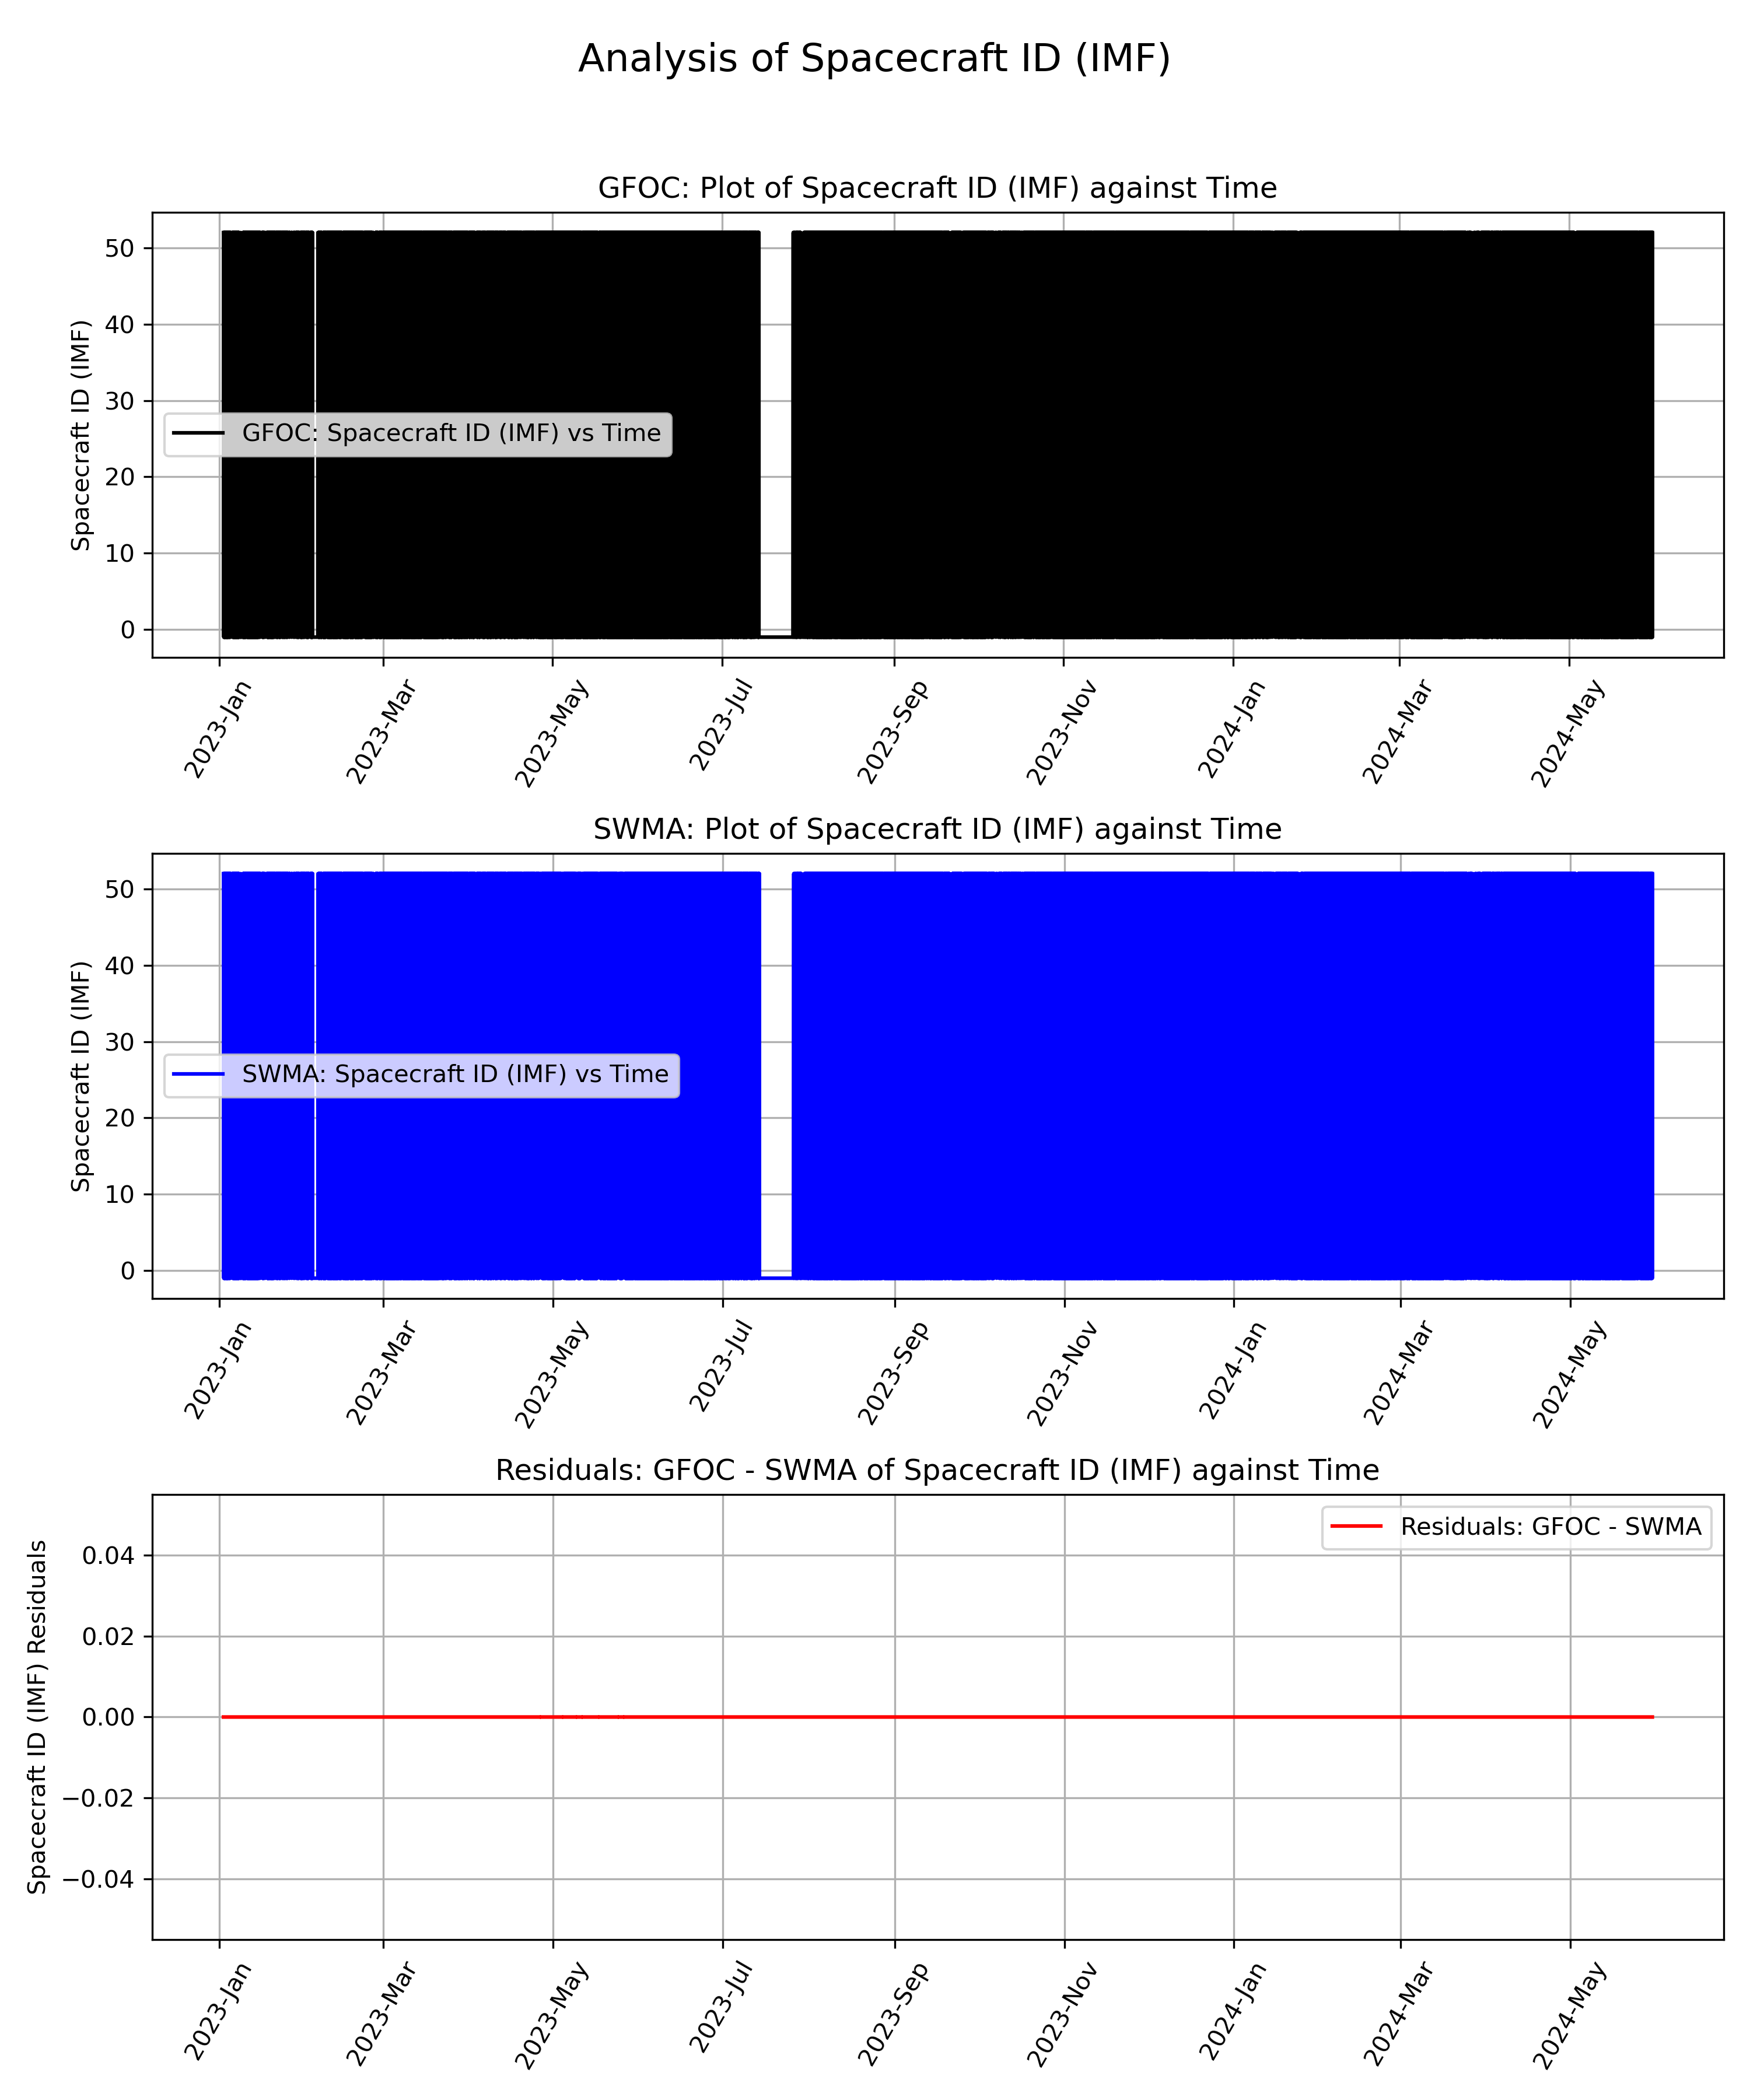 Analysis of Spacecraft ID (IMF)
GFOC: Plot of Spacecraft ID (IMF) against Time
Spacecraft ID (IMF)
50
40
30
20
10
0
GFOC: Spacecraft ID (IMF) vs Time
2023-Jan
2023-Mar
2023-May
2023-Jul
2023-Sep
2023-Nov
2024-Jan
2024-Mar
2024-May
SWMA: Plot of Spacecraft ID (IMF) against Time
Spacecraft ID (IMF)
50
40
30
20
10
0
SWMA: Spacecraft ID (IMF) vs Time
2023-Jan
2023-Mar
2023-May
2023-Jul
2023-Sep
2023-Nov
2024-Jan
2024-Mar
2024-May
Residuals: GFOC - SWMA of Spacecraft ID (IMF) against Time
Spacecraft ID (IMF) Residuals
0.04
0.02
0.00
−0.02
−0.04
Residuals: GFOC - SWMA
2023-Jan
2023-Mar
2023-May
2023-Jul
2023-Sep
2023-Nov
2024-Jan
2024-Mar
2024-May